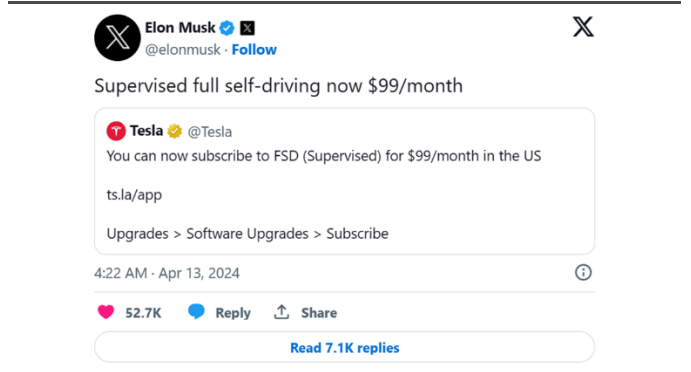 Elon Musk
@elonmusk · Follow
Supervised full self-driving now $99/month
Tesla @Tesla
You can now subscribe to FSD (Supervised) for $99/month in the US
ts.la/app
Upgrades > Software Upgrades > Subscribe
4:22 AM · Apr 13, 2024
52.7K Reply Share
Read 7.1K replies